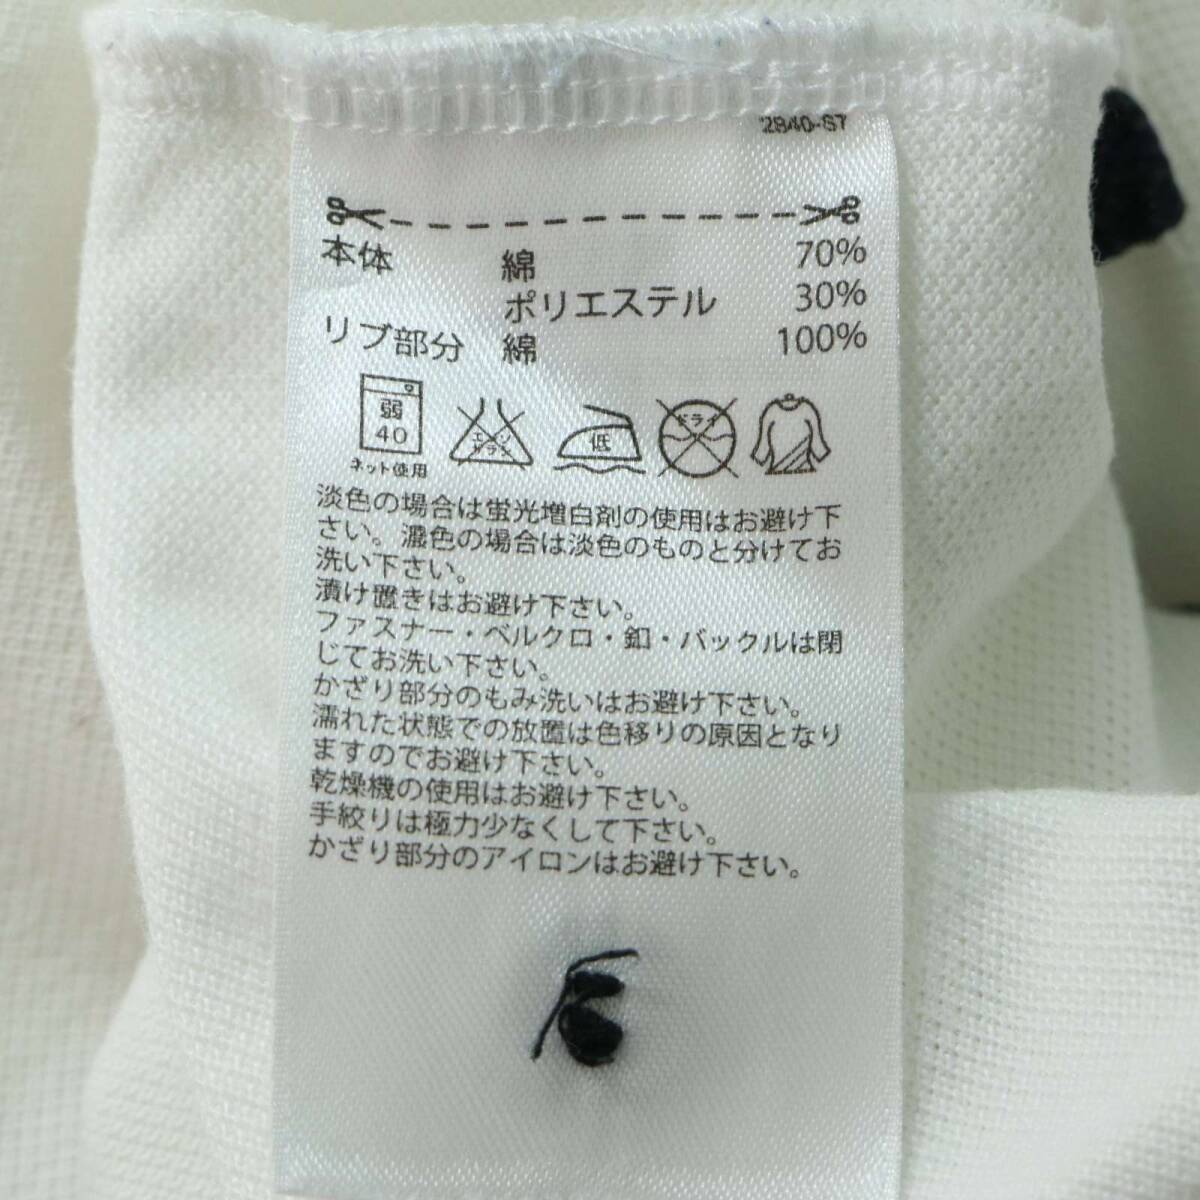 2840-S7
本体 綿 70%
ポリエステル 30%
リブ部分 綿 100%
弱 エンソ 低 ドライ
40 サラシ
ネット使用
淡色の場合は蛍光増白剤の使用はお避け下
さい。濃色の場合は淡色のものと分けてお
洗い下さい。
漬け置きはお避け下さい。
ファスナー・ベルクロ・釦・バックルは閉
じてお洗い下さい。
かざり部分のもみ洗いはお避け下さい。
濡れた状態での放置は色移りの原因となり
ますのでお避け下さい。
乾燥機の使用はお避け下さい。
手絞りは極力少なくして下さい。
かざり部分のアイロンはお避け下さい。